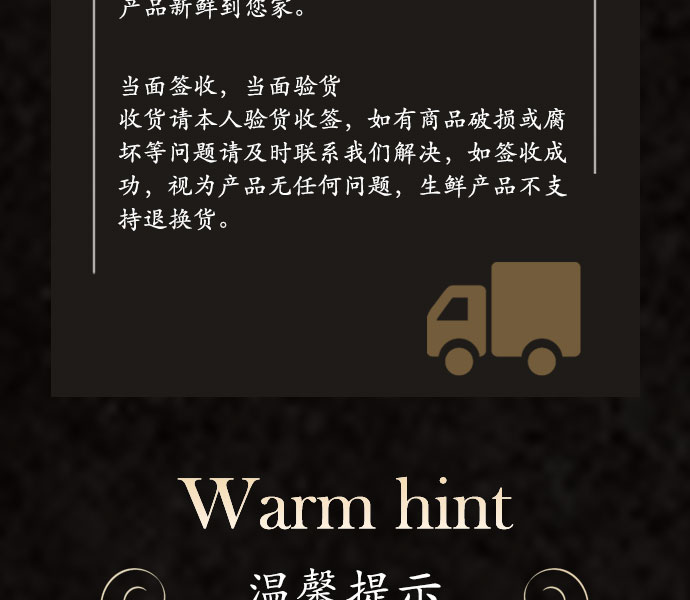 产品新鲜到您家。
当面签收，当面验货
收货请本人验货收签，如有商品破损或腐
坏等问题请及时联系我们解决，如签收成
功，视为产品无任何问题，生鲜产品不支
持退换货。
Warm hint
温馨提示